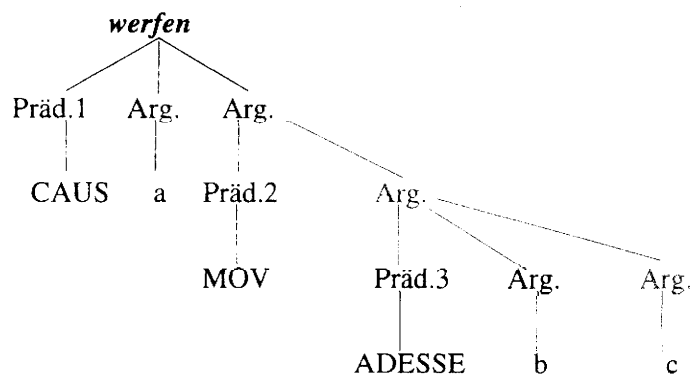 werfen
Präd.1 Arg. Arg.
CAUS a Präd.2 Arg.
MOV Präd.3 Arg. Arg.
ADESSE b c